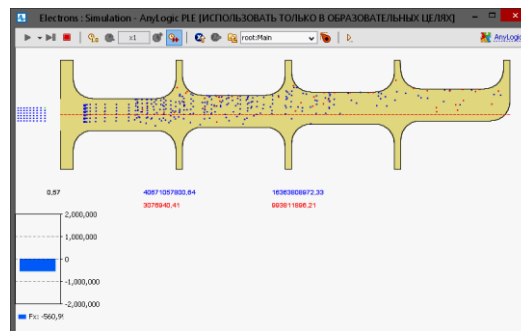 Electrons : Simulation - AnyLogic PLE [ИСПОЛЬЗОВАТЬ ТОЛЬКО В ОБРАЗОВАТЕЛЬНЫХ ЦЕЛЯХ]
x1 root:Main AnyLogic
0,57 40671057800,64 16363808972,33
3076940,41 993811896,21
2,000,000
1,000,000
0
-1,000,000
-2,000,000
Fx: -560,9